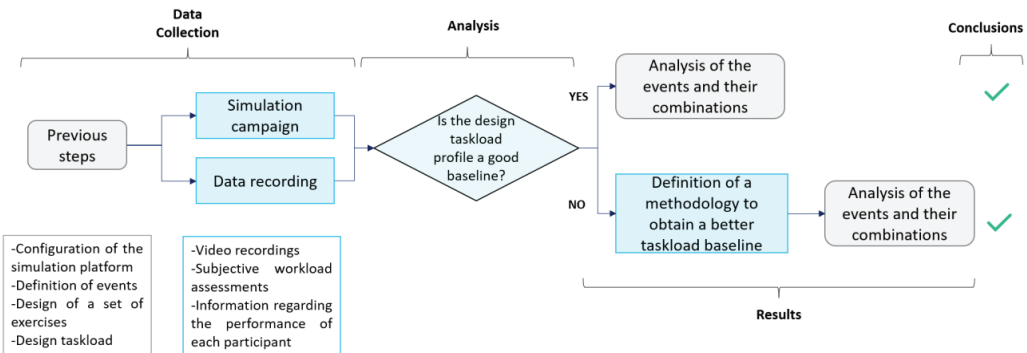 Data
Collection
Analysis
Conclusions
Previous
steps
Simulation
campaign
Data recording
Is the design
taskload
profile a good
baseline?
YES
Analysis of the
events and their
combinations
NO
Definition of a
methodology to
obtain a better
taskload baseline
Analysis of the
events and their
combinations
Results
-Configuration of the
simulation platform
-Definition of events
-Design of a set of
exercises
-Design taskload
-Video recordings
-Subjective workload
assessments
-Information regarding
the performance of
each participant